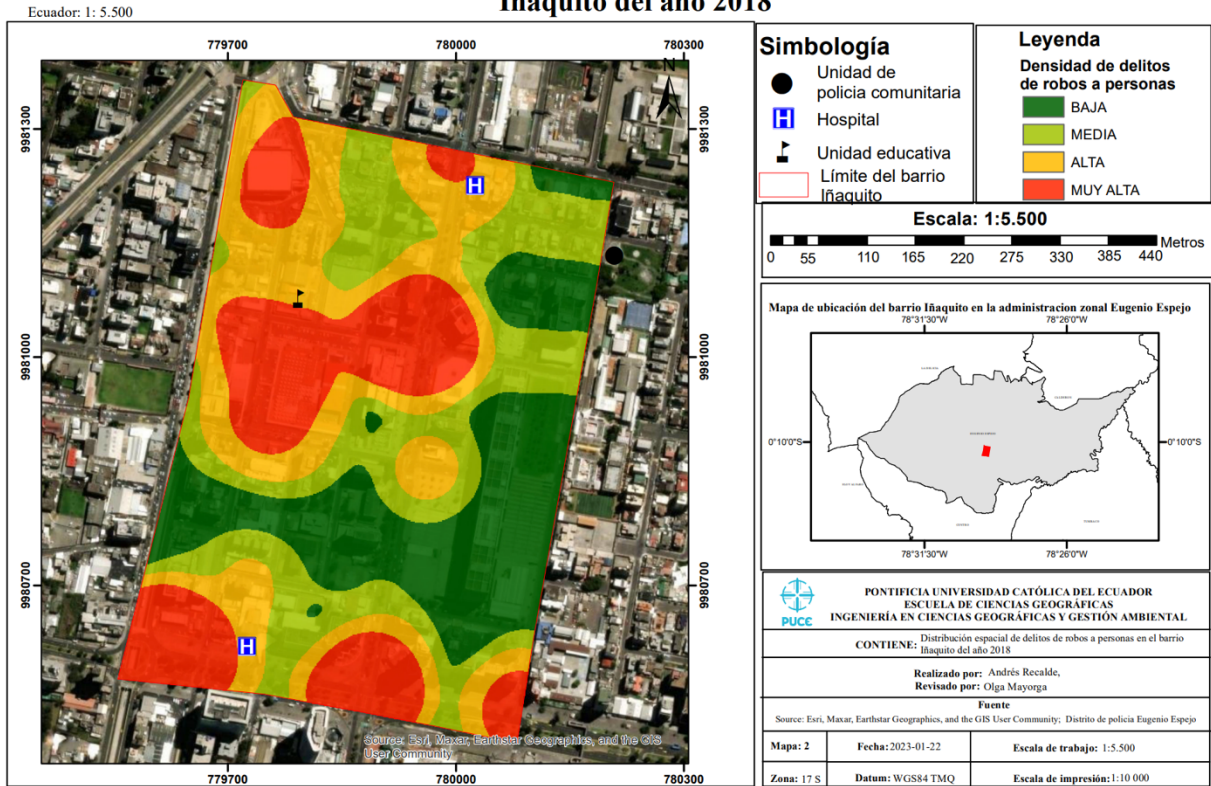 Iñaquito del año 2018
Ecuador: 1: 5.500
779700 780000 780300
N
9981300 9981300
9981000 9981000
9980700 9980700
H
H
Source: Esri, Maxar, Earthstar Geographics, and the GIS
User Community
779700 780000 780300
Simbología
Unidad de
policia comunitaria
H Hospital
Unidad educativa
Límite del barrio
Iñaquito
Leyenda
Densidad de delitos
de robos a personas
BAJA
MEDIA
ALTA
MUY ALTA
Escala: 1:5.500
Metros
0 55 110 165 220 275 330 385 440
Mapa de ubicación del barrio Iñaquito en la administracion zonal Eugenio Espejo
78°31'30"W 78°26'0"W
0°10'0"S 0°10'0"S
78°31'30"W 78°26'0"W
PUCE
PONTIFICIA UNIVERSIDAD CATÓLICA DEL ECUADOR
ESCUELA DE CIENCIAS GEOGRÁFICAS
INGENIERÍA EN CIENCIAS GEOGRÁFICAS Y GESTIÓN AMBIENTAL
CONTIENE: Distribución espacial de delitos de robos a personas en el barrio
Iñaquito del año 2018
Realizado por: Andrés Recalde,
Revisado por: Olga Mayorga
Fuente
Source: Esri, Maxar, Earthstar Geographics, and the GIS User Community; Distrito de policia Eugenio Espejo
Mapa: 2 Fecha: 2023-01-22 Escala de trabajo: 1:5.500
Zona: 17 S Datum: WGS84 TMQ Escala de impresión: 1:10 000